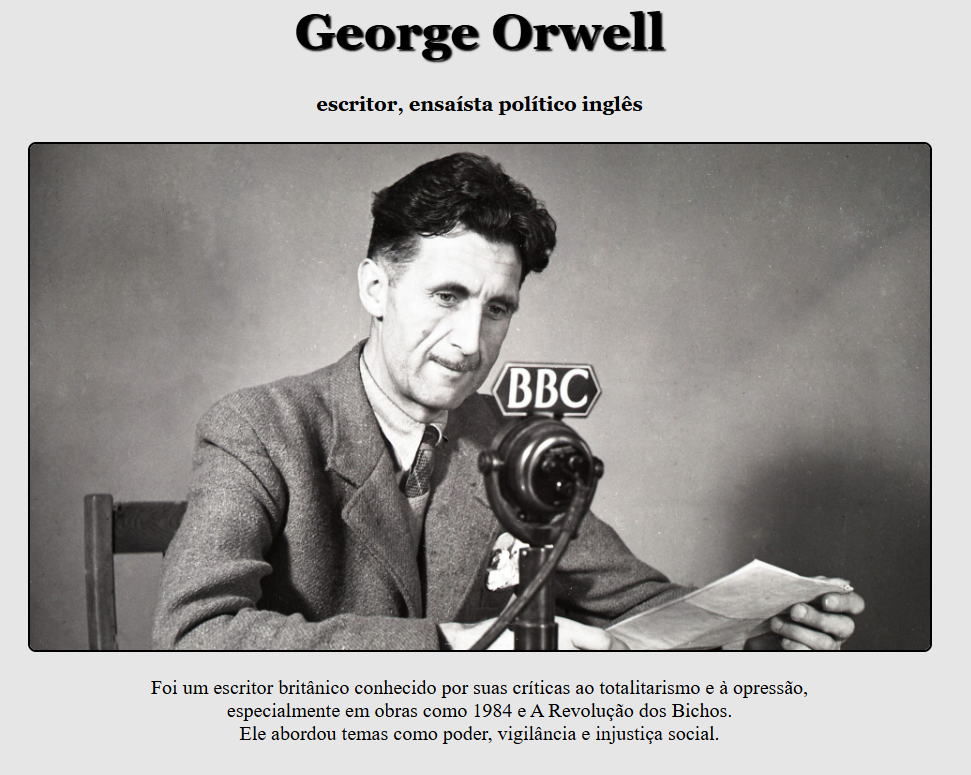 George Orwell
escritor, ensaísta político inglês
BBC
Foi um escritor britânico conhecido por suas críticas ao totalitarismo e à opressão,
especialmente em obras como 1984 e A Revolução dos Bichos.
Ele abordou temas como poder, vigilância e injustiça social.